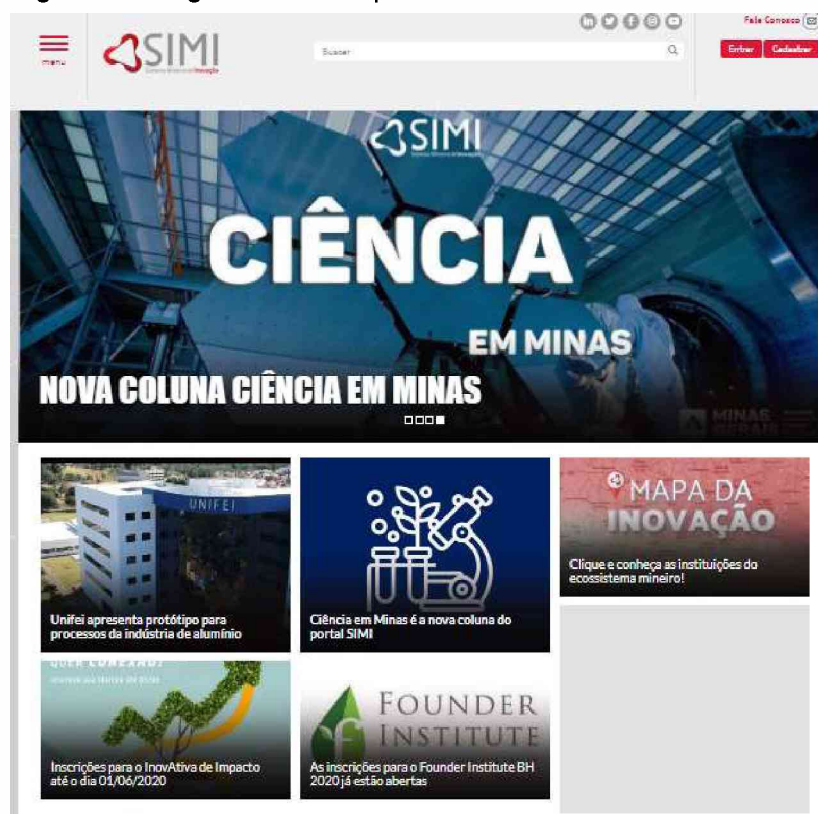 Fale Conosco
menu
SIMI
Buscar
Entrar
Cadastrar
SIMI
CIÊNCIA
EM MINAS
NOVA COLUNA CIÊNCIA EM MINAS
MINAS
GERAIS
UNIFEI
Unifei apresenta protótipo para
processos da indústria de alumínio
Ciência em Minas é a nova coluna do
portal SIMI
MAPA DA
INOVAÇÃO
Clique e conheça as instituições do
ecossistema mineiro!
Inscrições para o InovAtiva de Impacto
até o dia 01/06/2020
FOUNDER
INSTITUTE
As inscrições para o Founder Institute BH
2020 já estão abertas